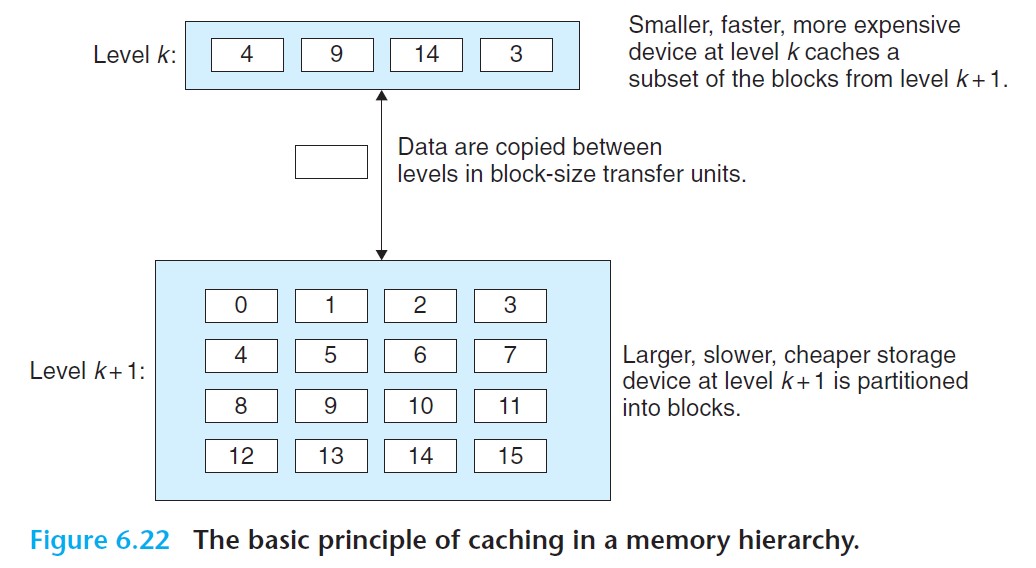 Level k:
4 9 14 3
Smaller, faster, more expensive
device at level k caches a
subset of the blocks from level k+1.
Data are copied between
levels in block-size transfer units.
Level k+1:
0 1 2 3
4 5 6 7
8 9 10 11
12 13 14 15
Larger, slower, cheaper storage
device at level k+1 is partitioned
into blocks.
Figure 6.22 The basic principle of caching in a memory hierarchy.